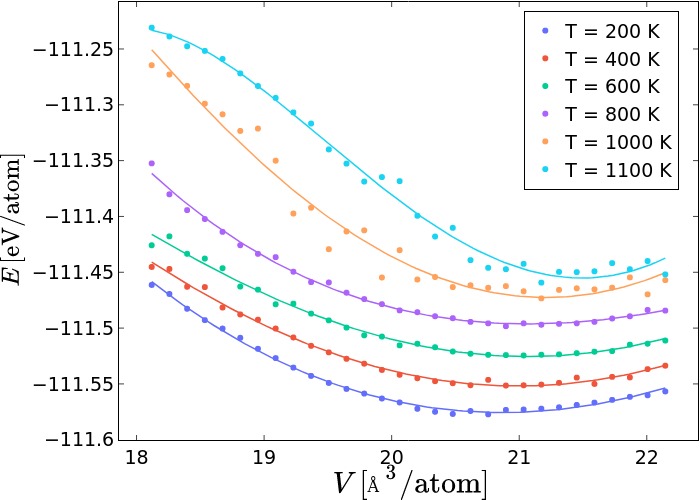 −111.25
−111.3
−111.35
−111.4
−111.45
−111.5
−111.55
−111.6
E [eV/atom]
T = 200 K
T = 400 K
T = 600 K
T = 800 K
T = 1000 K
T = 1100 K
18 19 20 21 22
V [Å³/atom]